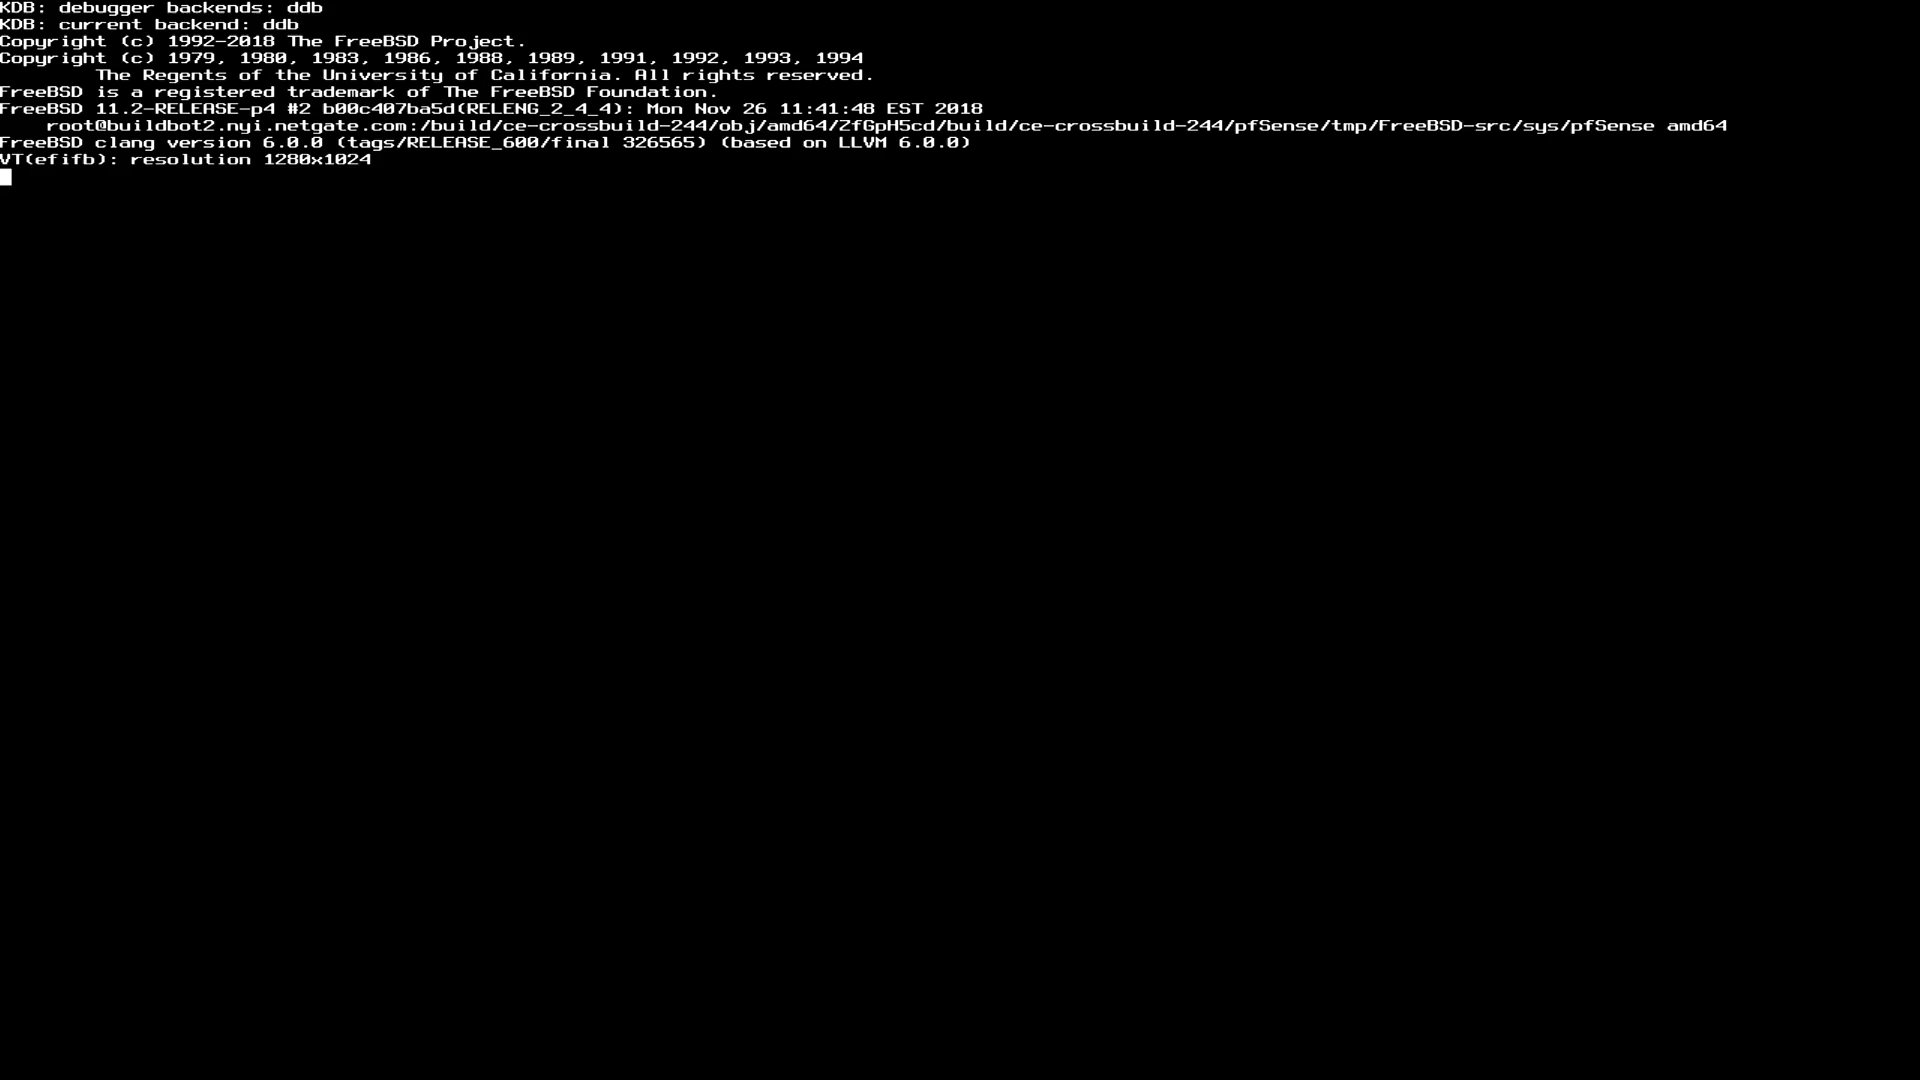 KDB: debugger backends: ddb
KDB: current backend: ddb
Copyright (c) 1992-2018 The FreeBSD Project.
Copyright (c) 1979, 1980, 1983, 1986, 1988, 1989, 1991, 1992, 1993, 1994
        The Regents of the University of California. All rights reserved.
FreeBSD is a registered trademark of The FreeBSD Foundation.
FreeBSD 11.2-RELEASE-p4 #2 b00c407ba5d(RELENG_2_4_4): Mon Nov 26 11:41:48 EST 2018
    root@buildbot2.nyi.netgate.com:/build/ce-crossbuild-244/obj/amd64/ZfGpH5cd/build/ce-crossbuild-244/pfSense/tmp/FreeBSD-src/sys/pfSense amd64
FreeBSD clang version 6.0.0 (tags/RELEASE_600/final 326565) (based on LLVM 6.0.0)
VT(efifb): resolution 1280x1024